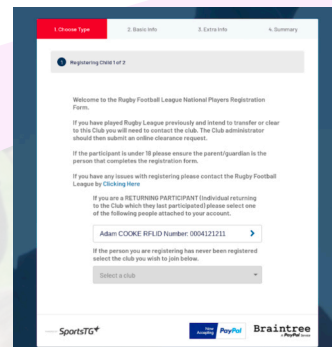 1. Choose Type
2. Basic Info
3. Extra Info
4. Summary
1 Registering Child 1 of 2
Welcome to the Rugby Football League National Players Registration
Form.
If you have played Rugby League previously and intend to transfer or clear
to this Club you will need to contact the club. The Club administrator
should then submit an online clearance request.
If the participant is under 18 please ensure the parent/guardian is the
person that completes the registration form.
If you have any issues with registering please contact the Rugby Football
League by Clicking Here
If you are a RETURNING PARTICIPANT (Individual returning
to the Club which they last participated) please select one
of the following people attached to your account.
Adam COOKE RFLID Number: 0004121211
If the person you are registering has never been registered
select the club you wish to join below.
Select a club
SportsTG
Now
Accepting
PayPal
Braintree
a PayPal Service